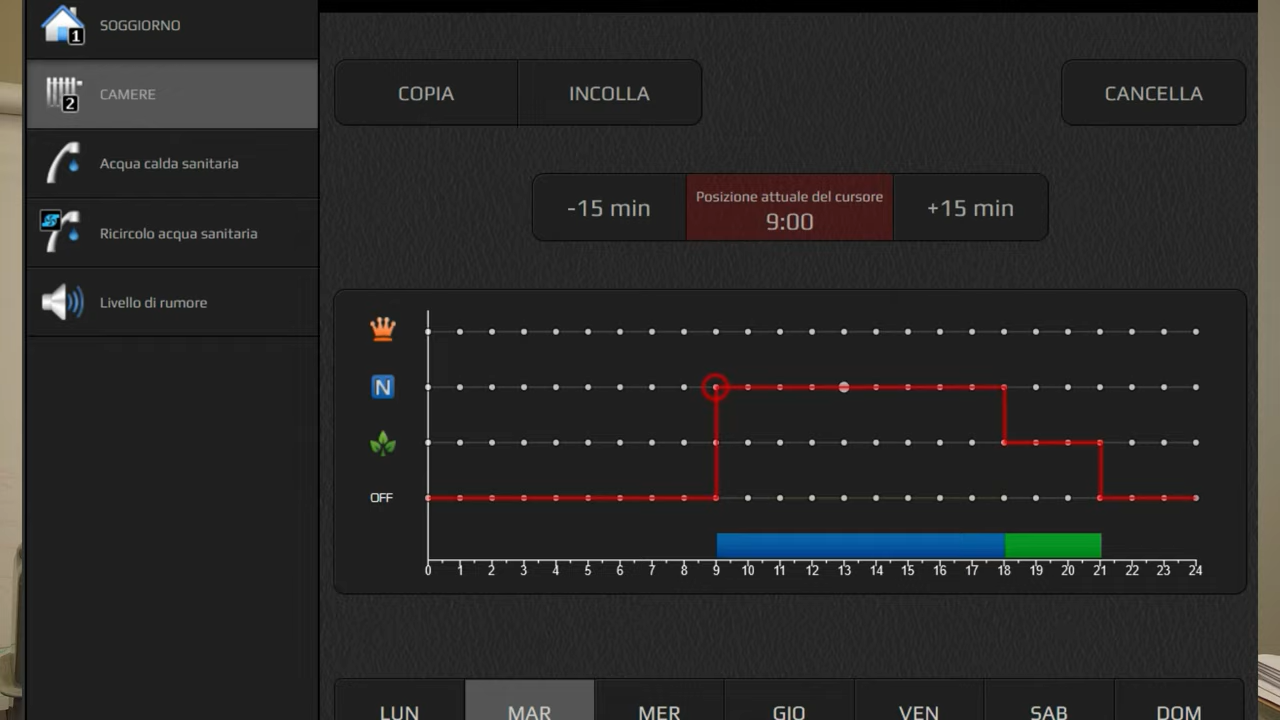 SOGGIORNO
1
CAMERE
2
Acqua calda sanitaria
Ricircolo acqua sanitaria
Livello di rumore
COPIA
INCOLLA
CANCELLA
-15 min
Posizione attuale del cursore
9:00
+15 min
N
OFF
0 1 2 3 4 5 6 7 8 9 10 11 12 13 14 15 16 17 18 19 20 21 22 23 24
LUN
MAR
MER
GIO
VEN
SAB
DOM